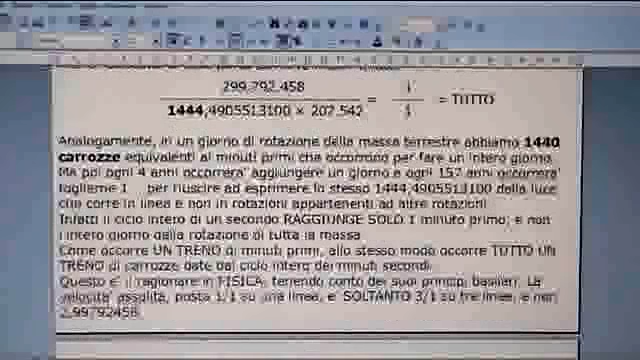 299.792.458
1444,4905513100 × 207.542 = 1/1 = TUTTO
Analogamente, in un giorno di rotazione della massa terrestre abbiamo 1440
carrozze equivalenti ai minuti primi che occorrono per fare un intero giorno.
Ma poi ogni 4 anni occorrera' aggiungere un giorno e ogni 157 anni occorrera'
toglierne 1 per riuscire ad esprimere lo stesso 1444,4905513100 della luce
che corre in linea e non in rotazioni appartenenti ad altre rotazioni.
Infatti il ciclo intero di un secondo RAGGIUNGE SOLO 1 minuto primo, e non
l intero giorno della rotazione di tutta la massa.
Come occorre UN TRENO di minuti primi, allo stesso modo occorre TUTTO UN
TRENO di carrozze date dal ciclo intero dei minuti secondi.
Questo e' il ragionare in FISICA, tenendo conto dei suoi principi basilari. La
velocita' assolita, posta 1/1 su una linea, e' SOLTANTO 3/1 su tre linee, e non
2,99792458.